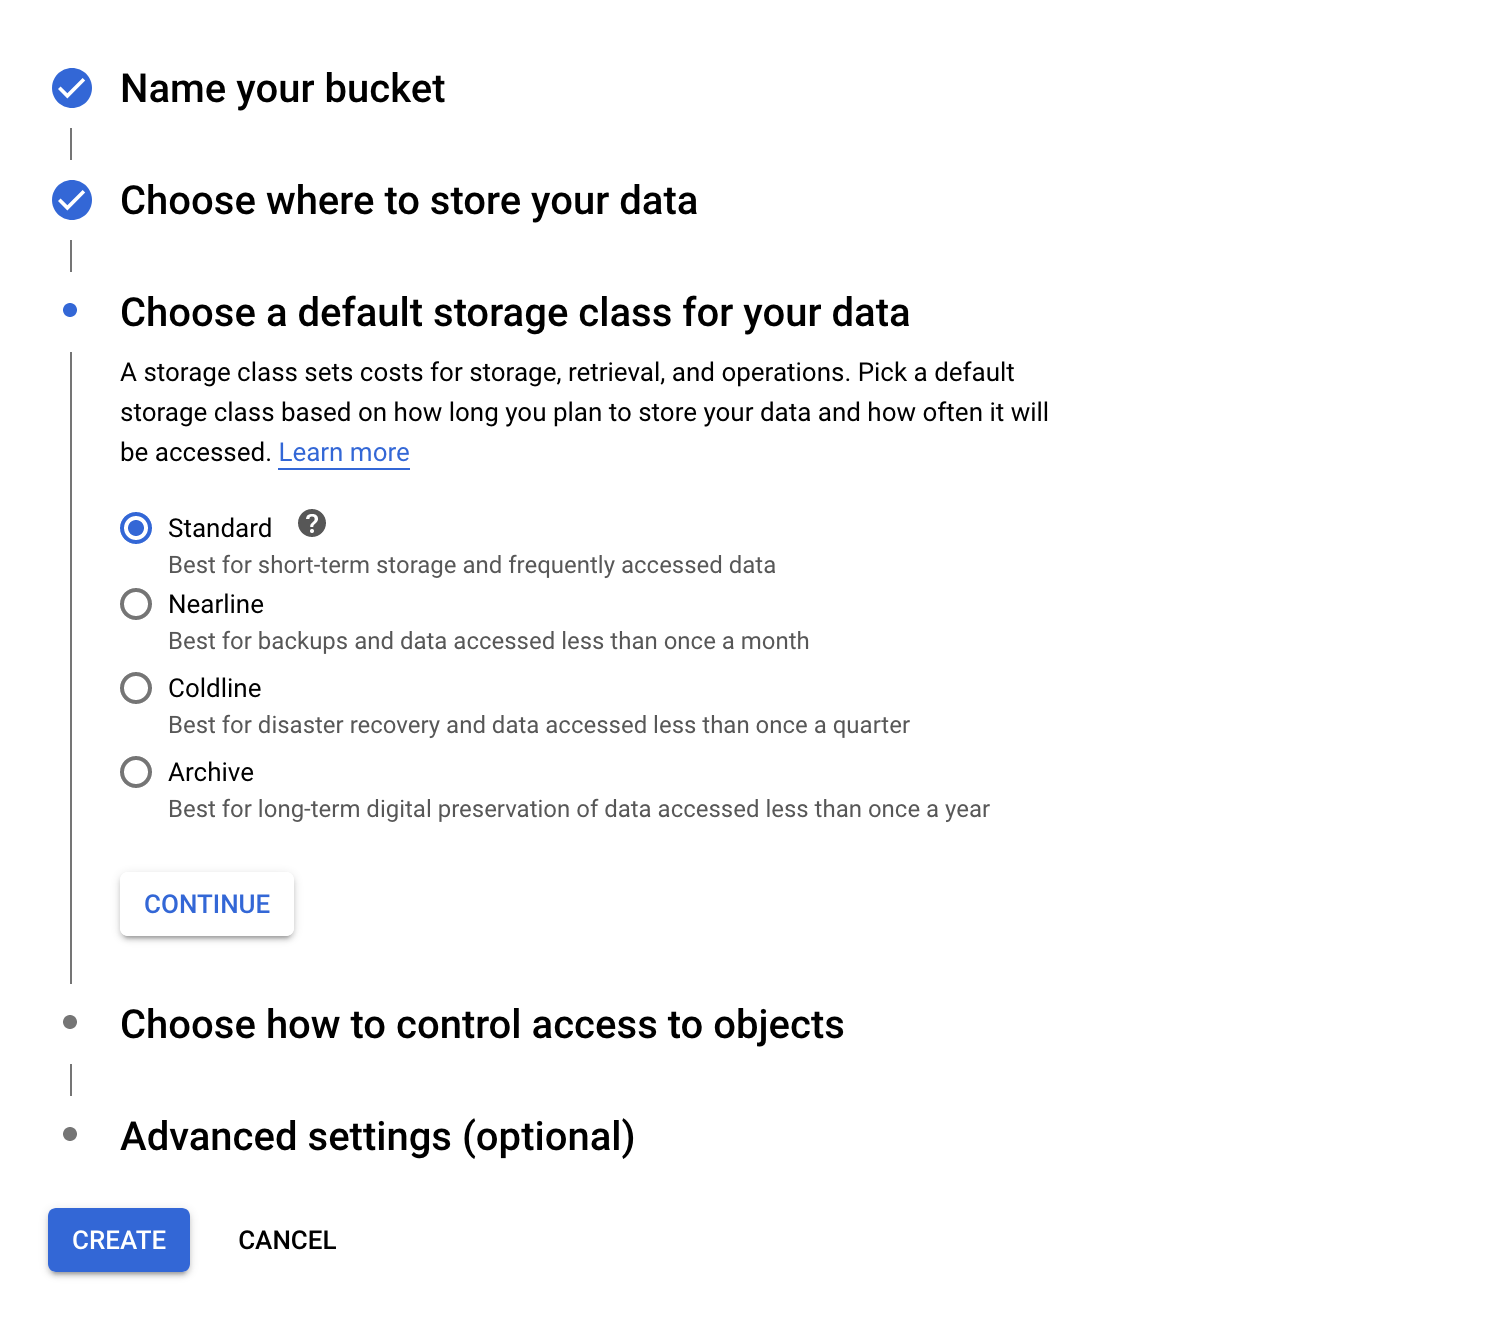 Name your bucket
Choose where to store your data
Choose a default storage class for your data
A storage class sets costs for storage, retrieval, and operations. Pick a default
storage class based on how long you plan to store your data and how often it will
be accessed. Learn more
Standard ?
Best for short-term storage and frequently accessed data
Nearline
Best for backups and data accessed less than once a month
Coldline
Best for disaster recovery and data accessed less than once a quarter
Archive
Best for long-term digital preservation of data accessed less than once a year
CONTINUE
Choose how to control access to objects
Advanced settings (optional)
CREATE CANCEL